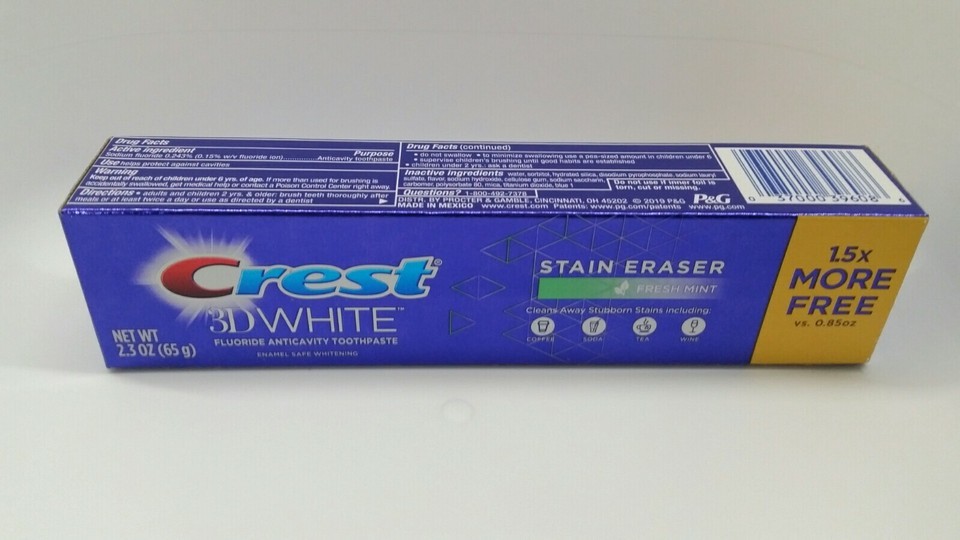 Drug Facts
Active ingredient Purpose
Sodium fluoride 0.243% (0.15% w/v fluoride ion)..........Anticavity toothpaste
Use helps protect against cavities
Warning
Keep out of reach of children under 6 yrs. of age. If more than used for brushing is
accidentally swallowed, get medical help or contact a Poison Control Center right away.
Directions • adults and children 2 yrs. & older: brush teeth thoroughly after
meals or at least twice a day or use as directed by a dentist
Drug Facts (continued)
• do not swallow • to minimize swallowing use a pea-sized amount in children under 6
• supervise children's brushing until good habits are established
• children under 2 yrs.: ask a dentist
Inactive ingredients water, sorbitol, hydrated silica, disodium pyrophosphate, sodium lauryl
sulfate, flavor, sodium hydroxide, cellulose gum, sodium saccharin,
carbomer, polysorbate 80, mica, titanium dioxide, blue 1
Do not use if inner foil is
torn, cut or missing.
Questions? 1-800-492-7378
DISTR. BY PROCTER & GAMBLE, CINCINNATI, OH 45202 © 2019 P&G
MADE IN MEXICO www.crest.com Patents: www.pg.com/patents www.pg.com
P&G
0 37000 39608 6
Crest®
3D WHITE™
FLUORIDE ANTICAVITY TOOTHPASTE
ENAMEL SAFE WHITENING
NET WT
2.3 OZ (65 g)
STAIN ERASER
FRESH MINT
Cleans Away Stubborn Stains including:
COFFEE SODA TEA WINE
1.5x
MORE
FREE
vs. 0.85oz